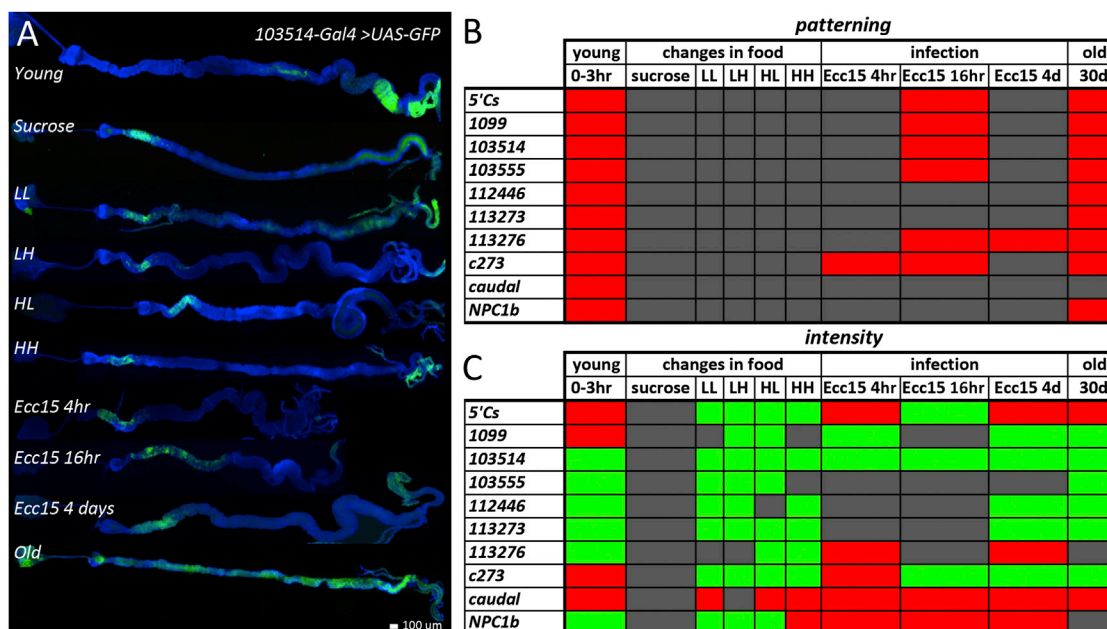 A
103514-Gal4 >UAS-GFP
Young
Sucrose
LL
LH
HL
HH
Ecc15 4hr
Ecc15 16hr
Ecc15 4 days
Old
100 um
B
patterning
young changes in food infection old
0-3hr sucrose LL LH HL HH Ecc15 4hr Ecc15 16hr Ecc15 4d 30d
5'Cs
1099
103514
103555
112446
113273
113276
c273
caudal
NPC1b
C
intensity
young changes in food infection old
0-3hr sucrose LL LH HL HH Ecc15 4hr Ecc15 16hr Ecc15 4d 30d
5'Cs
1099
103514
103555
112446
113273
113276
c273
caudal
NPC1b